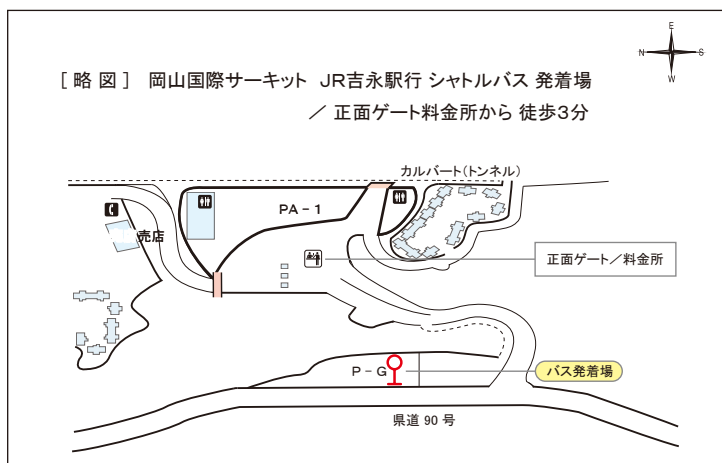 E
N S
W
[ 略 図 ] 岡山国際サーキット JR吉永駅行 シャトルバス 発着場
／ 正面ゲート料金所から 徒歩3分
カルバート(トンネル)
PA－1
売店
正面ゲート／料金所
P－G
バス発着場
県道 90 号